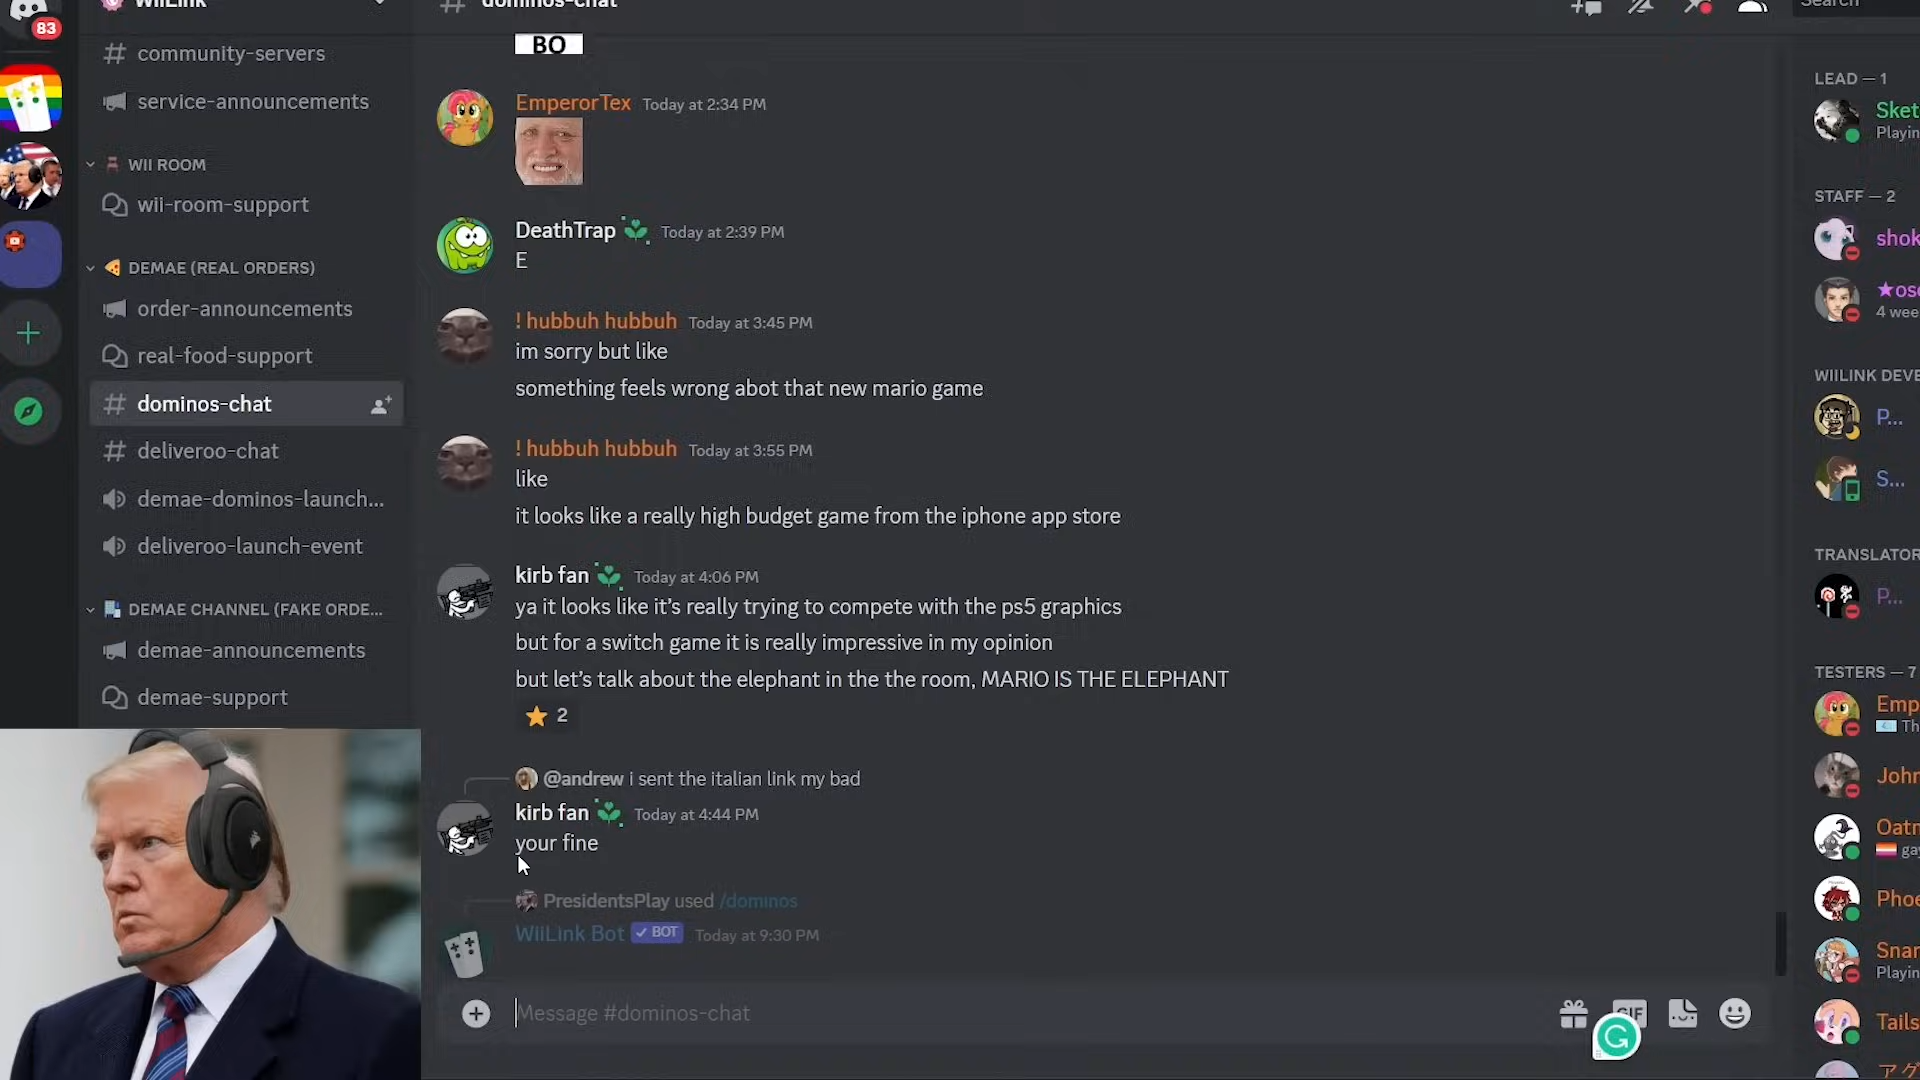 83
WiiLink
community-servers
service-announcements
WII ROOM
wii-room-support
DEMAE (REAL ORDERS)
order-announcements
real-food-support
dominos-chat
deliveroo-chat
demae-dominos-launch...
deliveroo-launch-event
DEMAE CHANNEL (FAKE ORDE...
demae-announcements
demae-support
dominos-chat
Search
BO
EmperorTex Today at 2:34 PM
DeathTrap Today at 2:39 PM
E
! hubbuh hubbuh Today at 3:45 PM
im sorry but like
something feels wrong abot that new mario game
! hubbuh hubbuh Today at 3:55 PM
like
it looks like a really high budget game from the iphone app store
kirb fan Today at 4:06 PM
ya it looks like it's really trying to compete with the ps5 graphics
but for a switch game it is really impressive in my opinion
but let's talk about the elephant in the the room, MARIO IS THE ELEPHANT
2
@andrew i sent the italian link my bad
kirb fan Today at 4:44 PM
your fine
PresidentsPlay used /dominos
WiiLink Bot ✓ BOT Today at 9:30 PM
Message #dominos-chat
GIF
LEAD — 1
Sket
Playin
STAFF — 2
shok
★oso
4 wee
WIILINK DEVE
P...
S...
TRANSLATOR
P...
TESTERS — 7
Emp
Th
John
Oatn
ga
Phoe
Snar
Playin
Tails
アグ